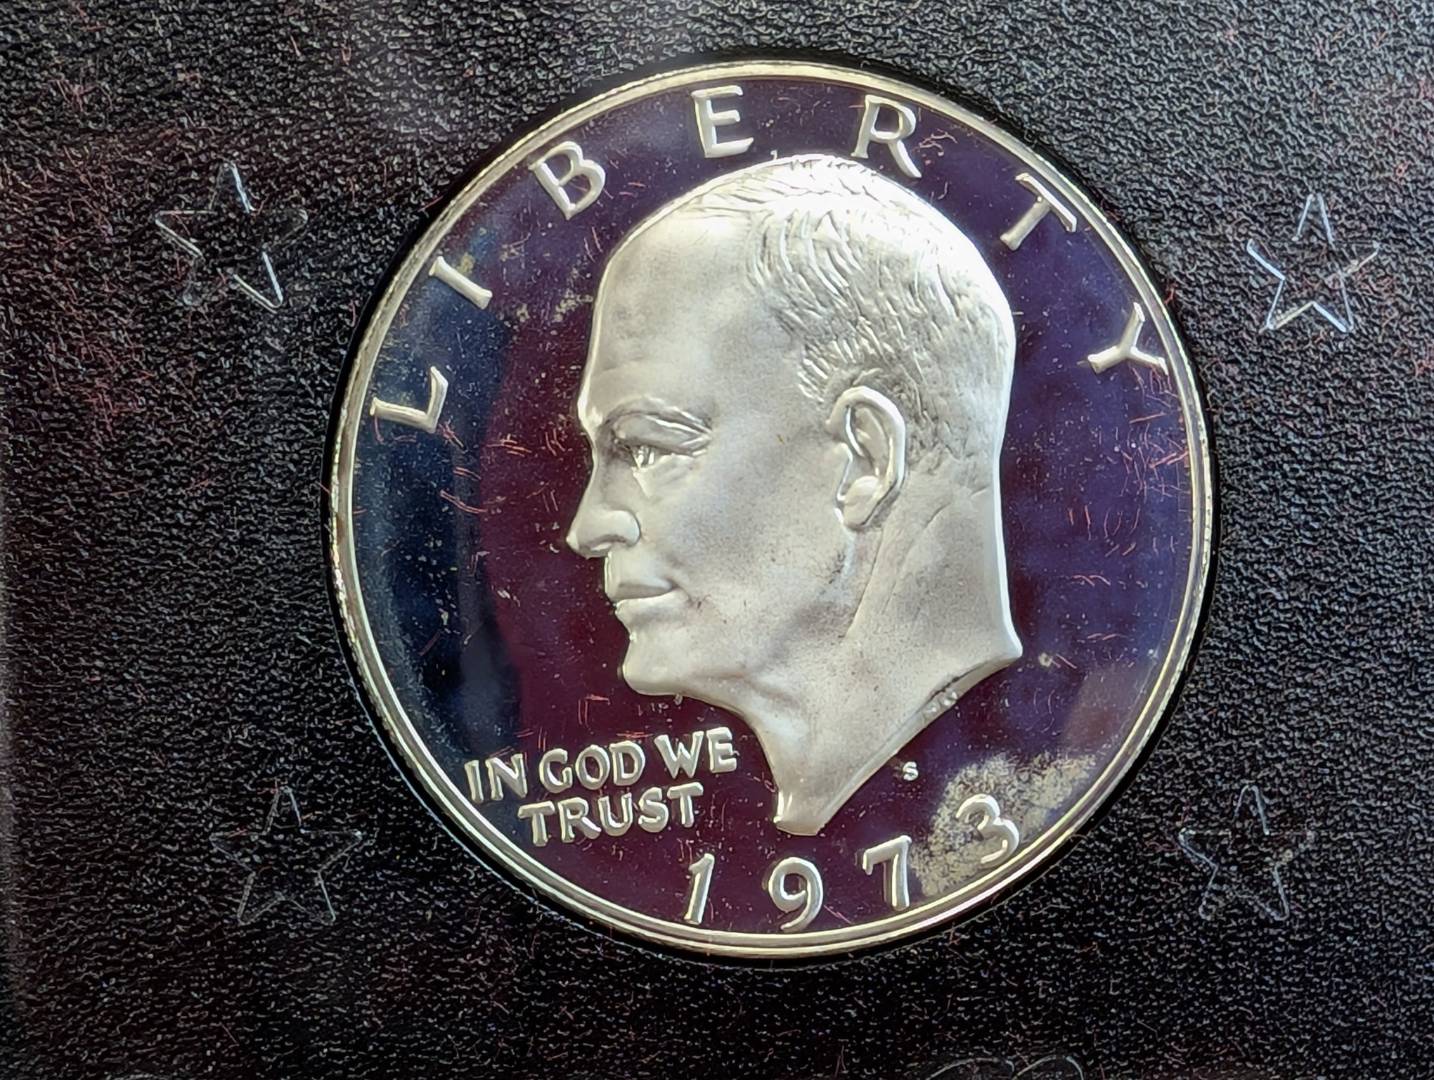 LIBERTY
IN GOD WE
TRUST
S
1973